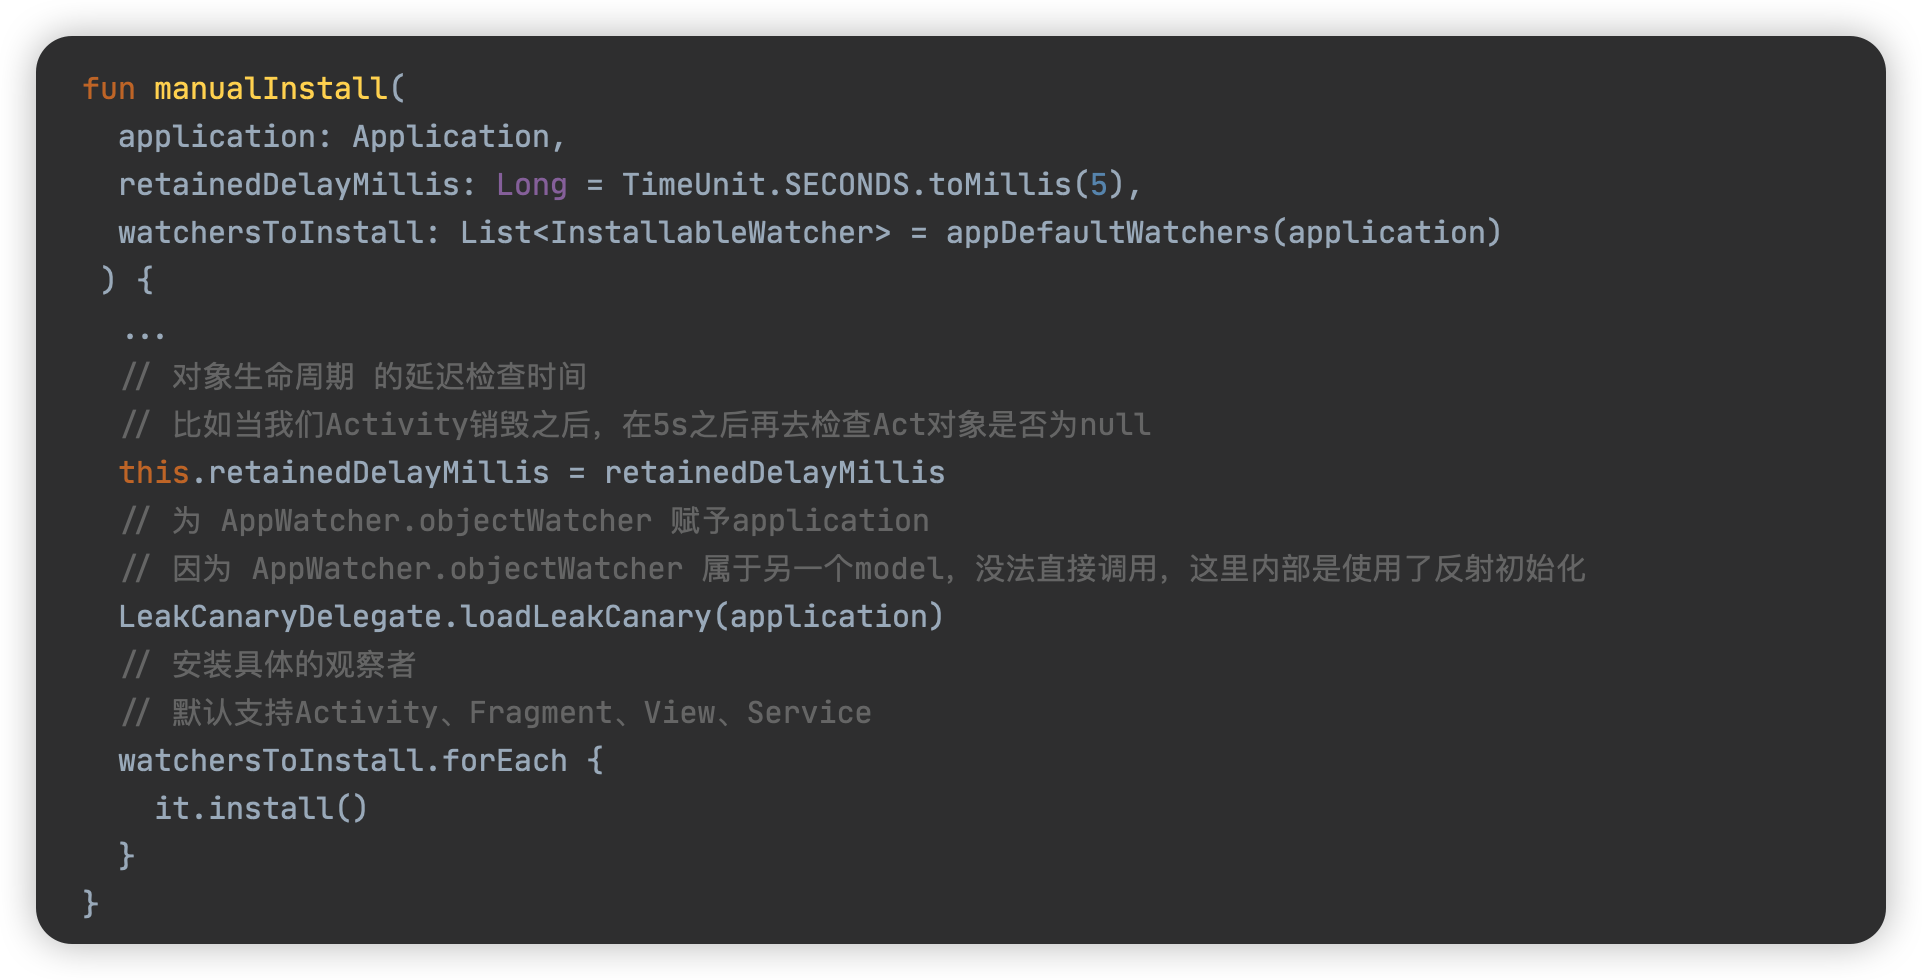 fun manualInstall(
  application: Application,
  retainedDelayMillis: Long = TimeUnit.SECONDS.toMillis(5),
  watchersToInstall: List<InstallableWatcher> = appDefaultWatchers(application)
 ) {
  ...
  // 对象生命周期 的延迟检查时间
  // 比如当我们Activity销毁之后，在5s之后再去检查Act对象是否为null
  this.retainedDelayMillis = retainedDelayMillis
  // 为 AppWatcher.objectWatcher 赋予application
  // 因为 AppWatcher.objectWatcher 属于另一个model，没法直接调用，这里内部是使用了反射初始化
  LeakCanaryDelegate.loadLeakCanary(application)
  // 安装具体的观察者
  // 默认支持Activity、Fragment、View、Service
  watchersToInstall.forEach {
    it.install()
  }
}